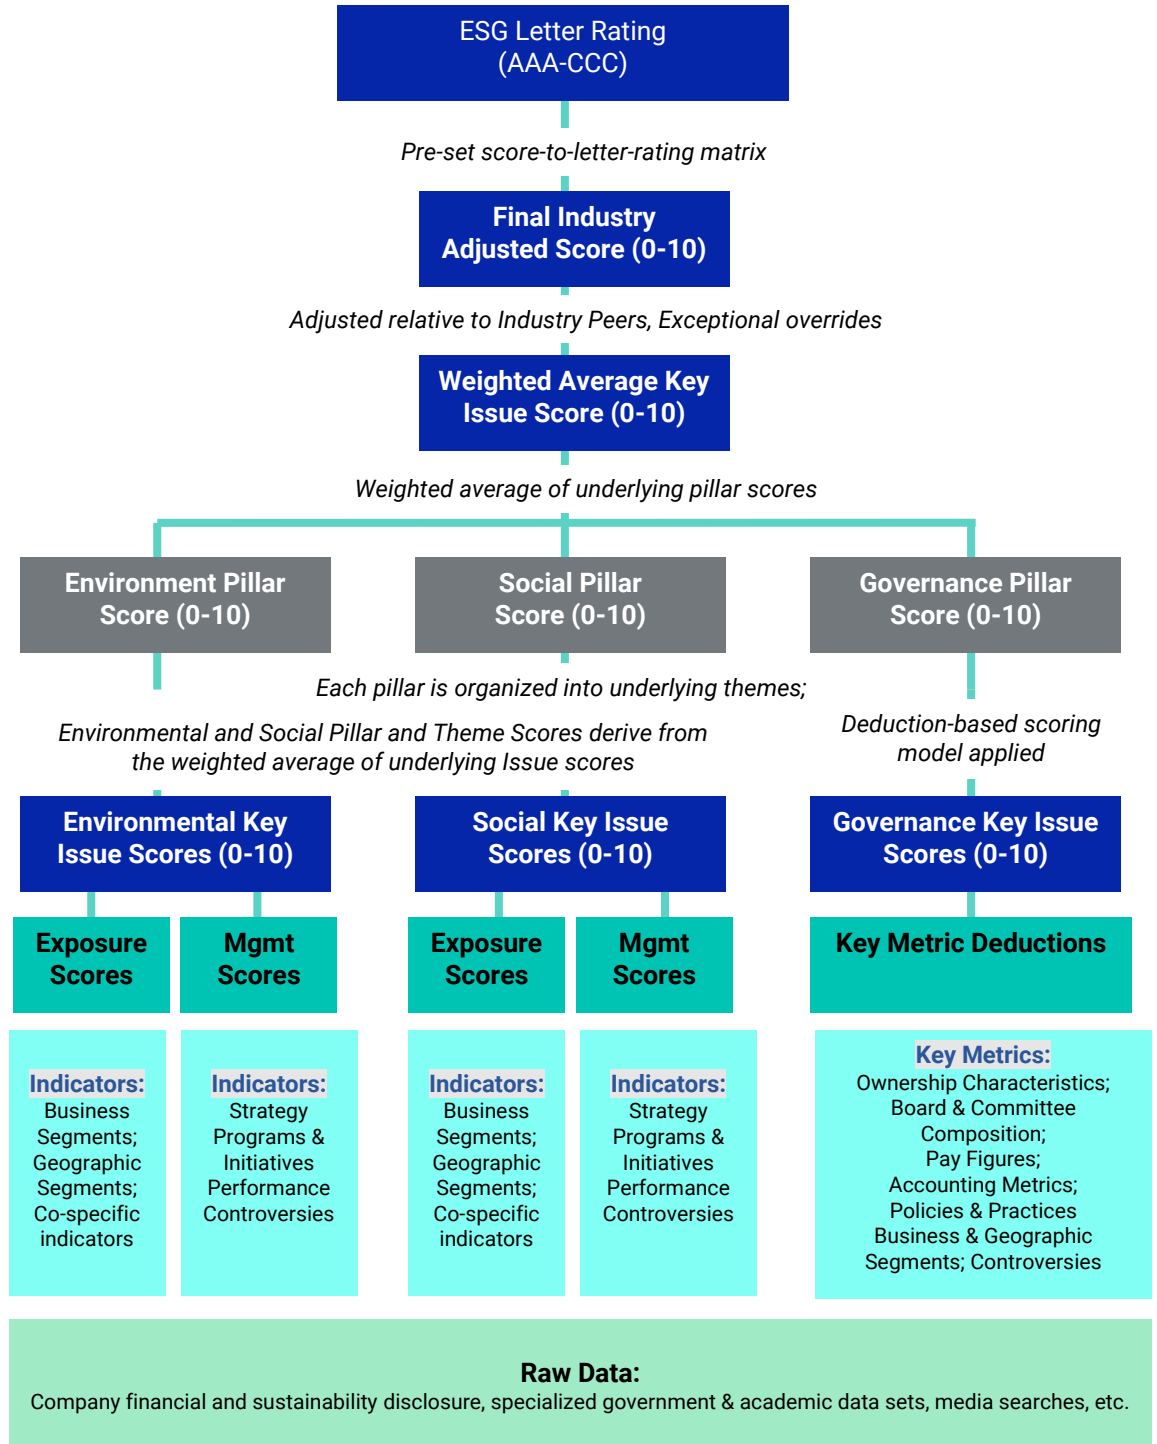 ESG Letter Rating
(AAA-CCC)
Pre-set score-to-letter-rating matrix
Final Industry
Adjusted Score (0-10)
Adjusted relative to Industry Peers, Exceptional overrides
Weighted Average Key
Issue Score (0-10)
Weighted average of underlying pillar scores
Environment Pillar
Score (0-10)
Social Pillar
Score (0-10)
Governance Pillar
Score (0-10)
Each pillar is organized into underlying themes;
Environmental and Social Pillar and Theme Scores derive from
the weighted average of underlying Issue scores
Deduction-based scoring
model applied
Environmental Key
Issue Scores (0-10)
Social Key Issue
Scores (0-10)
Governance Key Issue
Scores (0-10)
Exposure
Scores
Mgmt
Scores
Exposure
Scores
Mgmt
Scores
Key Metric Deductions
Indicators:
Business
Segments;
Geographic
Segments;
Co-specific
indicators
Indicators:
Strategy
Programs &
Initiatives
Performance
Controversies
Indicators:
Business
Segments;
Geographic
Segments;
Co-specific
indicators
Indicators:
Strategy
Programs &
Initiatives
Performance
Controversies
Key Metrics:
Ownership Characteristics;
Board & Committee
Composition;
Pay Figures;
Accounting Metrics;
Policies & Practices
Business & Geographic
Segments; Controversies
Raw Data:
Company financial and sustainability disclosure, specialized government & academic data sets, media searches, etc.